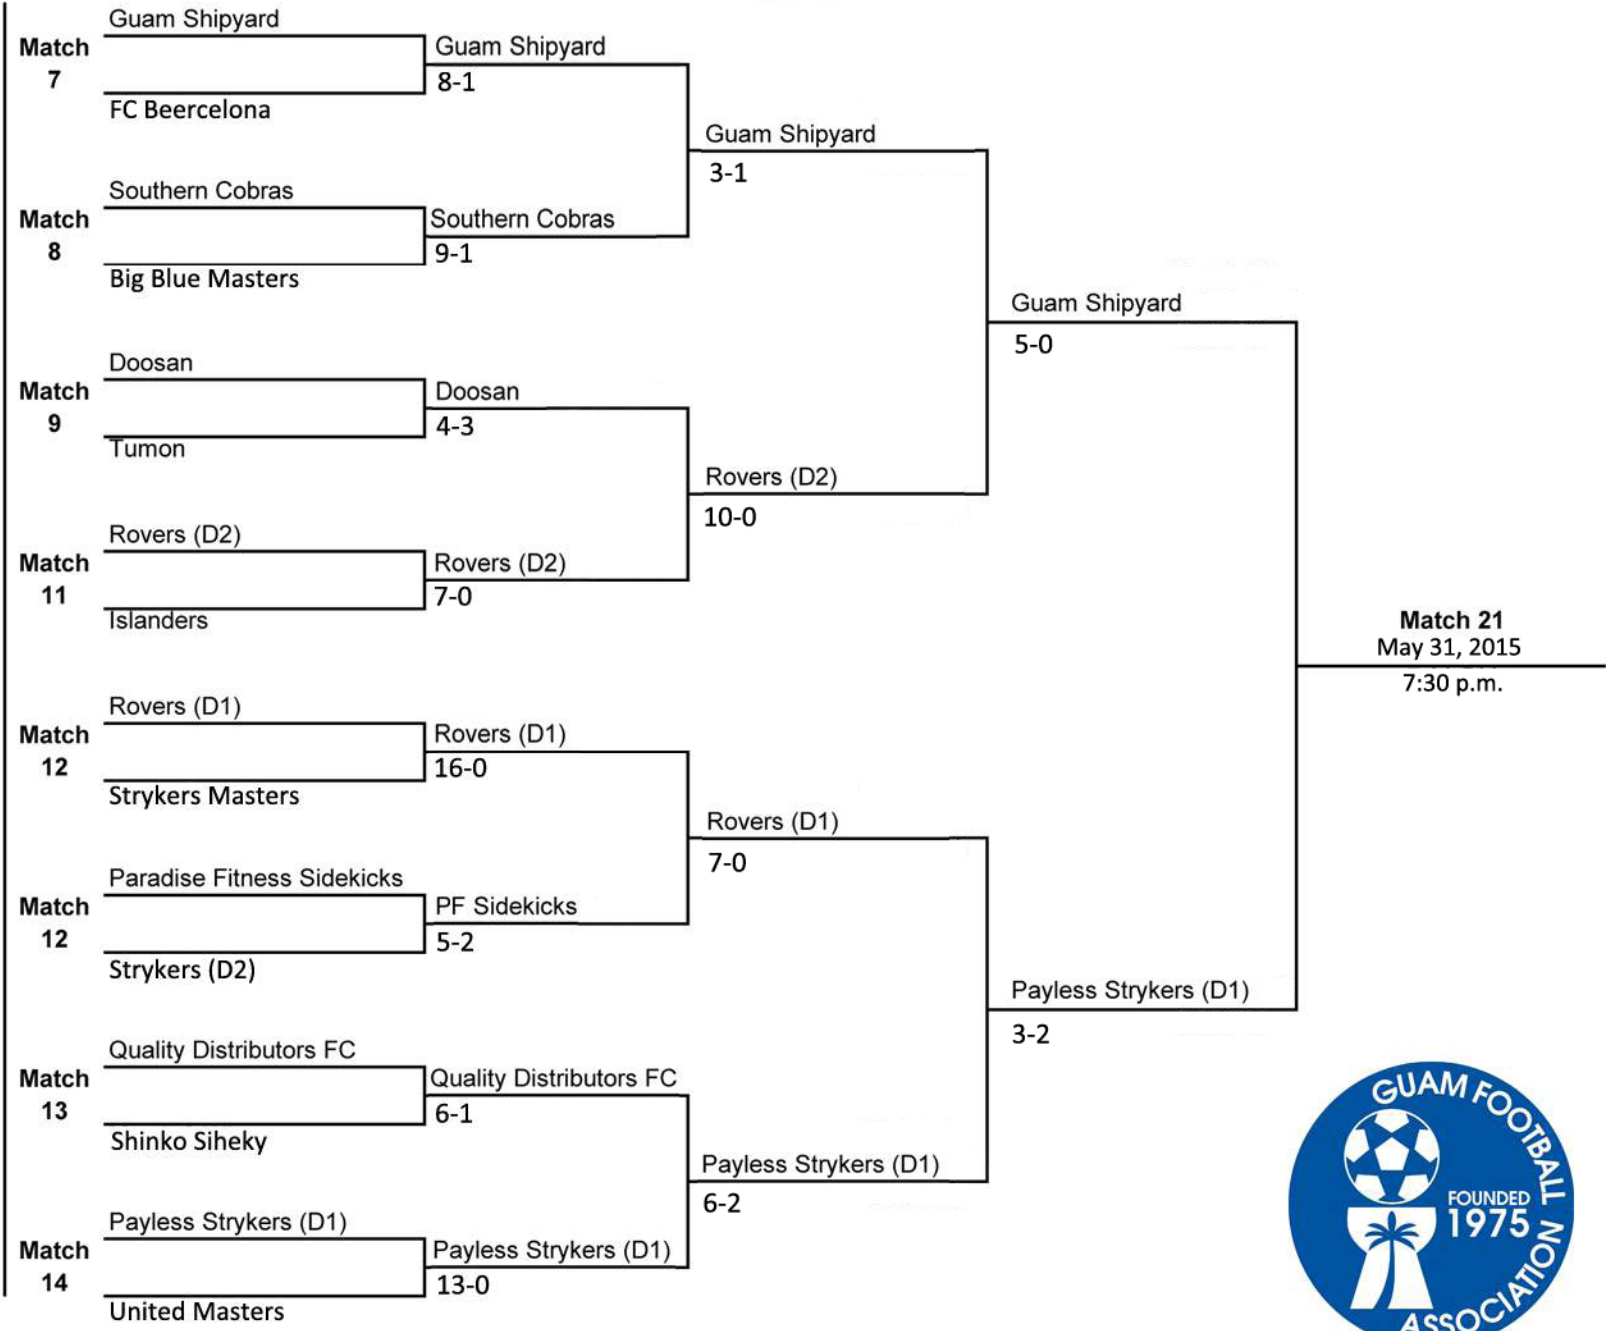 Guam Shipyard
Match
7
FC Beercelona
Guam Shipyard
8-1
Southern Cobras
Match
8
Big Blue Masters
Southern Cobras
9-1
Doosan
Match
9
Tumon
Doosan
4-3
Rovers (D2)
Match
11
Islanders
Rovers (D2)
7-0
Rovers (D1)
Match
12
Strykers Masters
Rovers (D1)
16-0
Paradise Fitness Sidekicks
Match
12
Strykers (D2)
PF Sidekicks
5-2
Quality Distributors FC
Match
13
Shinko Siheky
Quality Distributors FC
6-1
Payless Strykers (D1)
Match
14
United Masters
Payless Strykers (D1)
13-0
Guam Shipyard
3-1
Rovers (D2)
10-0
Rovers (D1)
7-0
Payless Strykers (D1)
6-2
Guam Shipyard
5-0
Payless Strykers (D1)
3-2
Match 21
May 31, 2015
7:30 p.m.
GUAM FOOTBALL ASSOCIATION
FOUNDED
1975